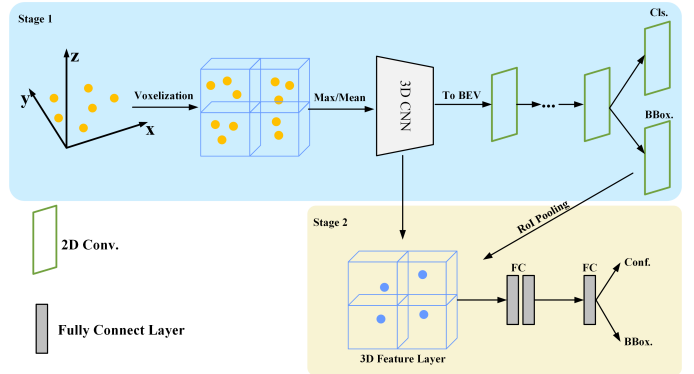 Stage 1
Cls.
z
y
x
Voxelization
Max/Mean
3D CNN
To BEV
...
BBox.
2D Conv.
Fully Connect Layer
Stage 2
RoI Pooling
3D Feature Layer
FC
FC
Conf.
BBox.